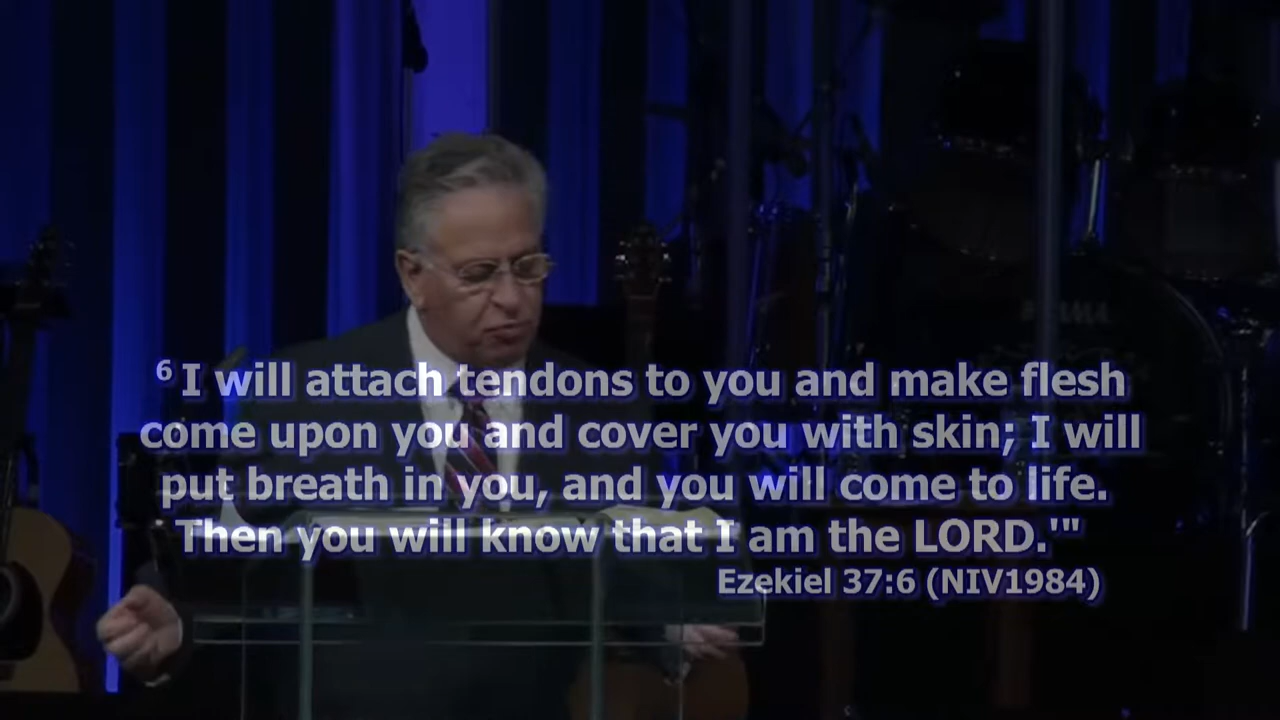 6 I will attach tendons to you and make flesh
come upon you and cover you with skin; I will
put breath in you, and you will come to life.
Then you will know that I am the LORD.'"
Ezekiel 37:6 (NIV1984)
TAMA